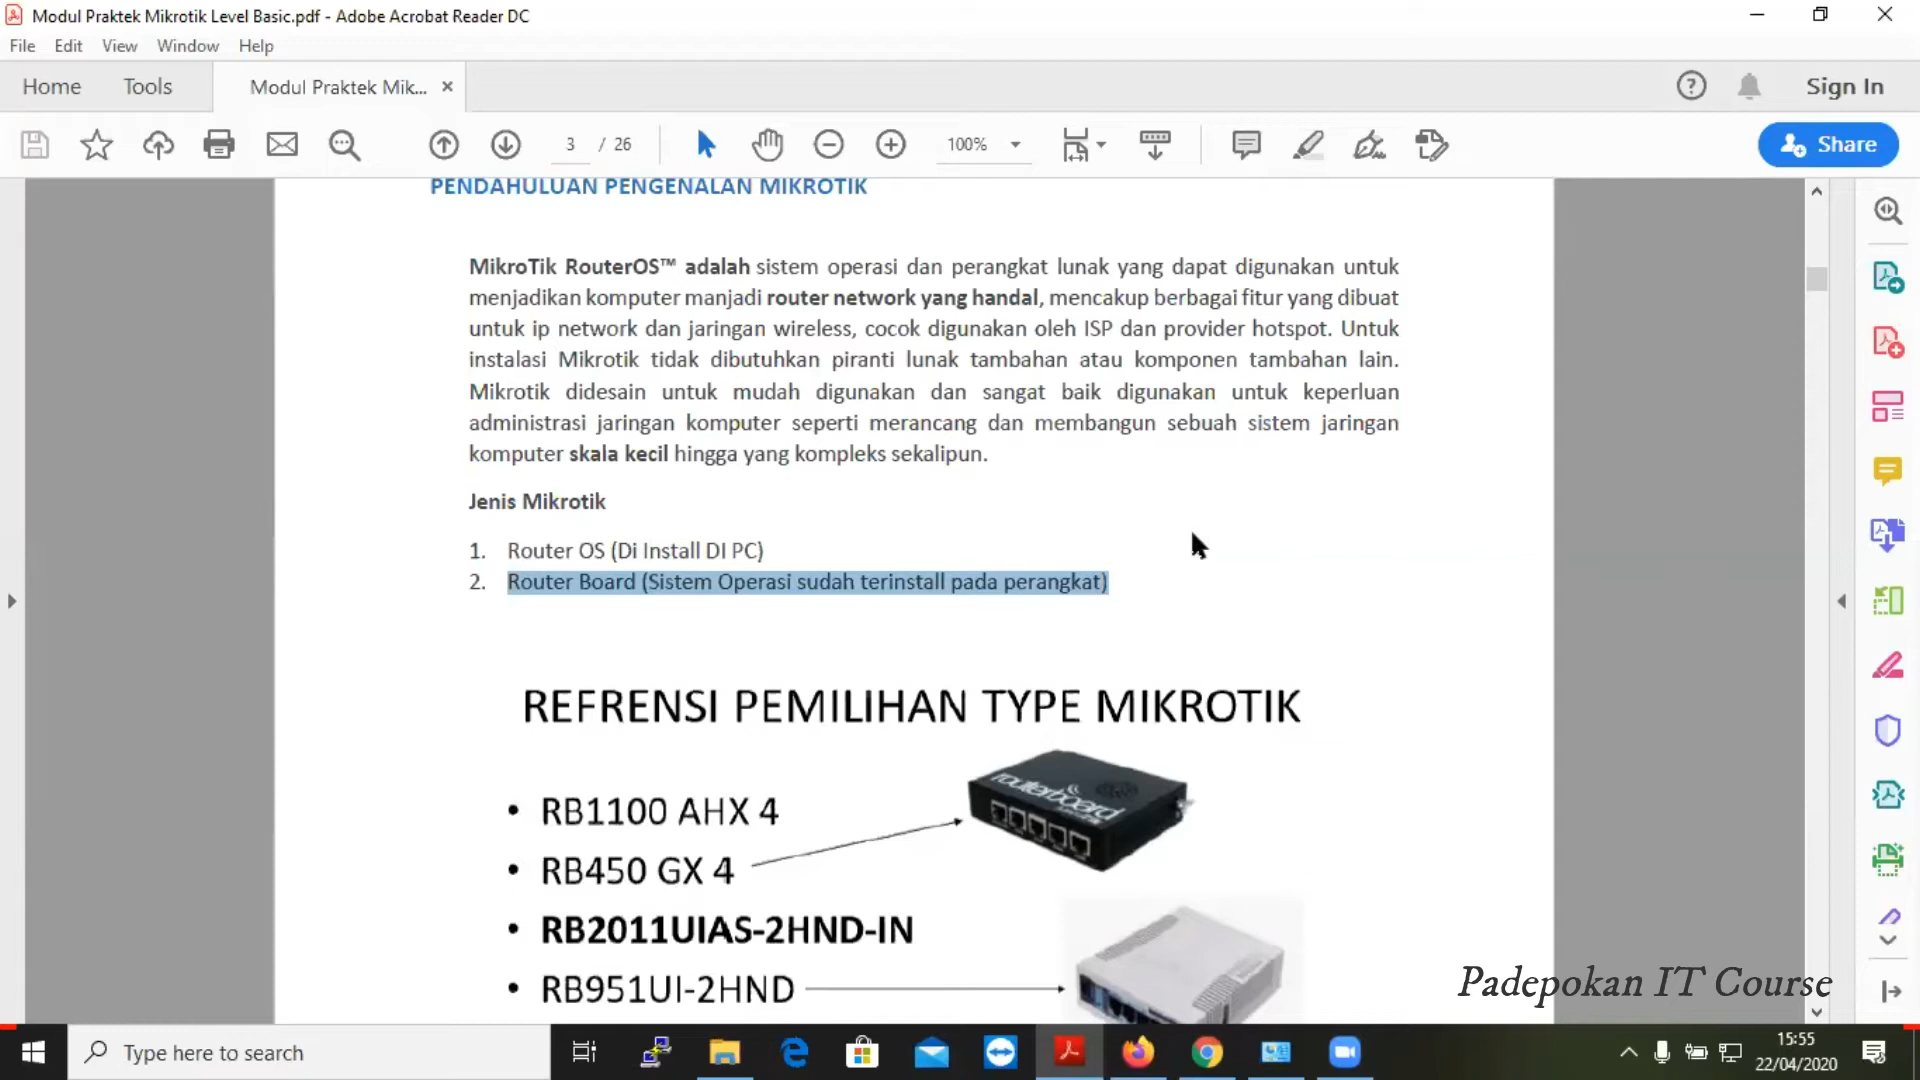 Modul Praktek Mikrotik Level Basic.pdf - Adobe Acrobat Reader DC
File Edit View Window Help
Home Tools Modul Praktek Mik... Sign In
3 / 26 100% Share
PENDAHULUAN PENGENALAN MIKROTIK
MikroTik RouterOS™ adalah sistem operasi dan perangkat lunak yang dapat digunakan untuk
menjadikan komputer manjadi router network yang handal, mencakup berbagai fitur yang dibuat
untuk ip network dan jaringan wireless, cocok digunakan oleh ISP dan provider hotspot. Untuk
instalasi Mikrotik tidak dibutuhkan piranti lunak tambahan atau komponen tambahan lain.
Mikrotik didesain untuk mudah digunakan dan sangat baik digunakan untuk keperluan
administrasi jaringan komputer seperti merancang dan membangun sebuah sistem jaringan
komputer skala kecil hingga yang kompleks sekalipun.
Jenis Mikrotik
1. Router OS (Di Install DI PC)
2. Router Board (Sistem Operasi sudah terinstall pada perangkat)
REFRENSI PEMILIHAN TYPE MIKROTIK
• RB1100 AHX 4
routerboard
• RB450 GX 4
• RB2011UIAS-2HND-IN
• RB951UI-2HND
Padepokan IT Course
Type here to search
15:55
22/04/2020